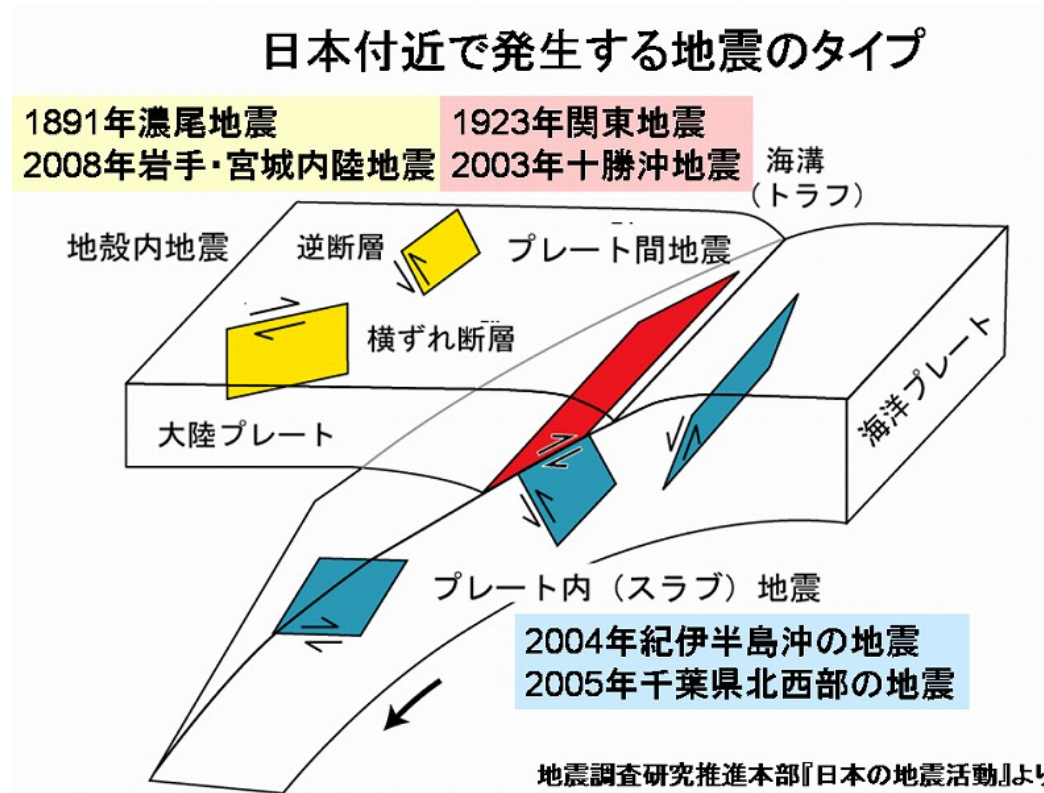 日本付近で発生する地震のタイプ
1891年濃尾地震
2008年岩手・宮城内陸地震
1923年関東地震
2003年十勝沖地震
海溝
（トラフ）
地殻内地震
逆断層
プレート間地震
横ずれ断層
大陸プレート
海洋プレート
プレート内（スラブ）地震
2004年紀伊半島沖の地震
2005年千葉県北西部の地震
地震調査研究推進本部『日本の地震活動』より